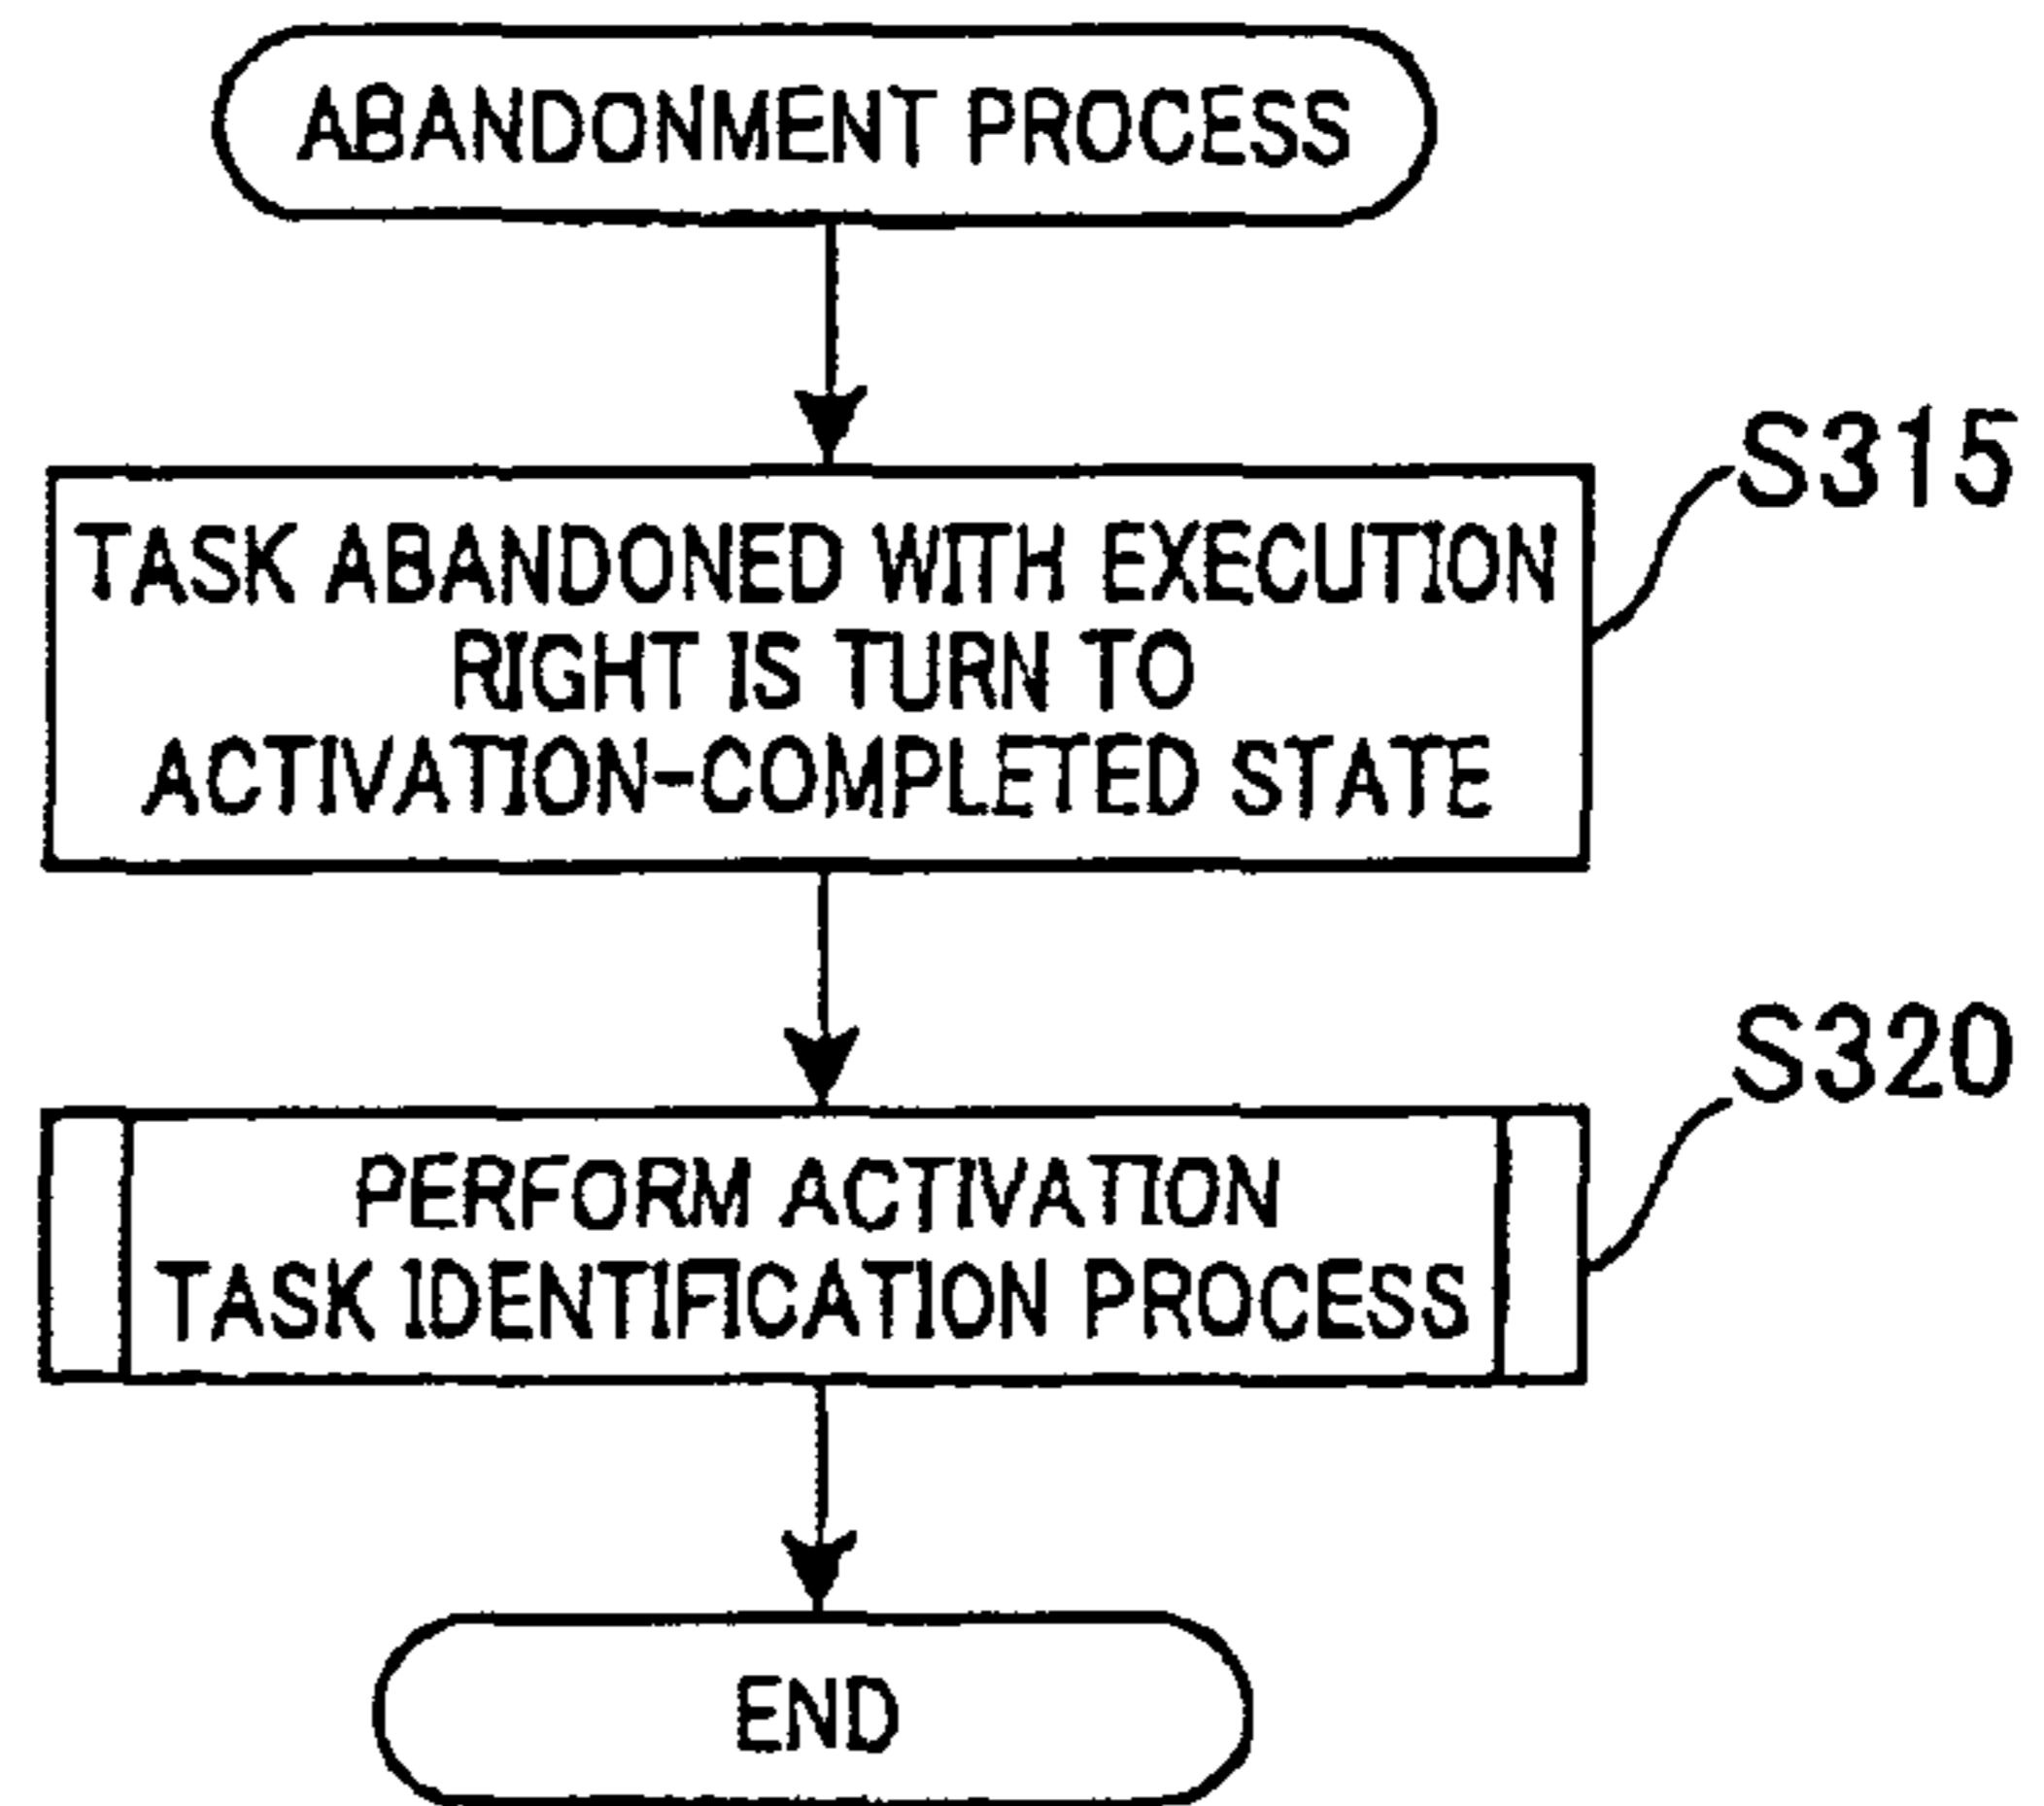 ABANDONMENT PROCESS
S315
TASK ABANDONED WITH EXECUTION
RIGHT IS TURN TO
ACTIVATION-COMPLETED STATE
S320
PERFORM ACTIVATION
TASK IDENTIFICATION PROCESS
END